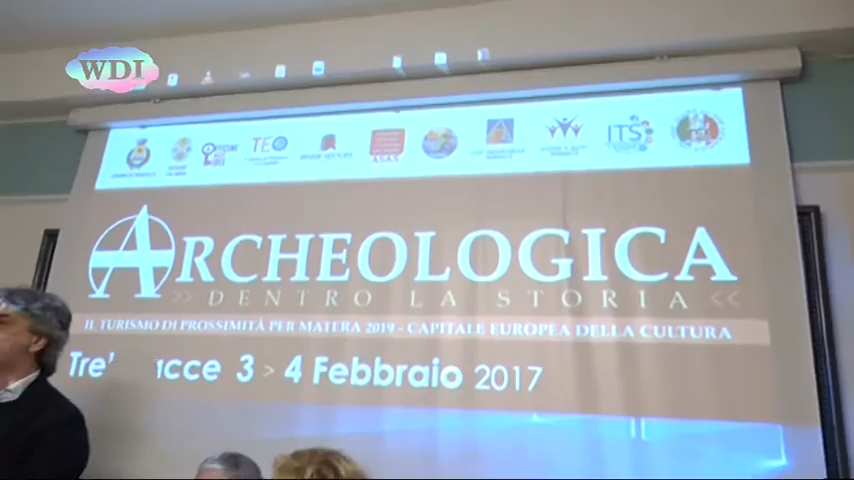 WDI
TEO
ITS
ARCHEOLOGICA
>> DENTRO LA STORIA <<
IL TURISMO DI PROSSIMITÀ PER MATERA 2019 - CAPITALE EUROPEA DELLA CULTURA
3 > 4 Febbraio 2017